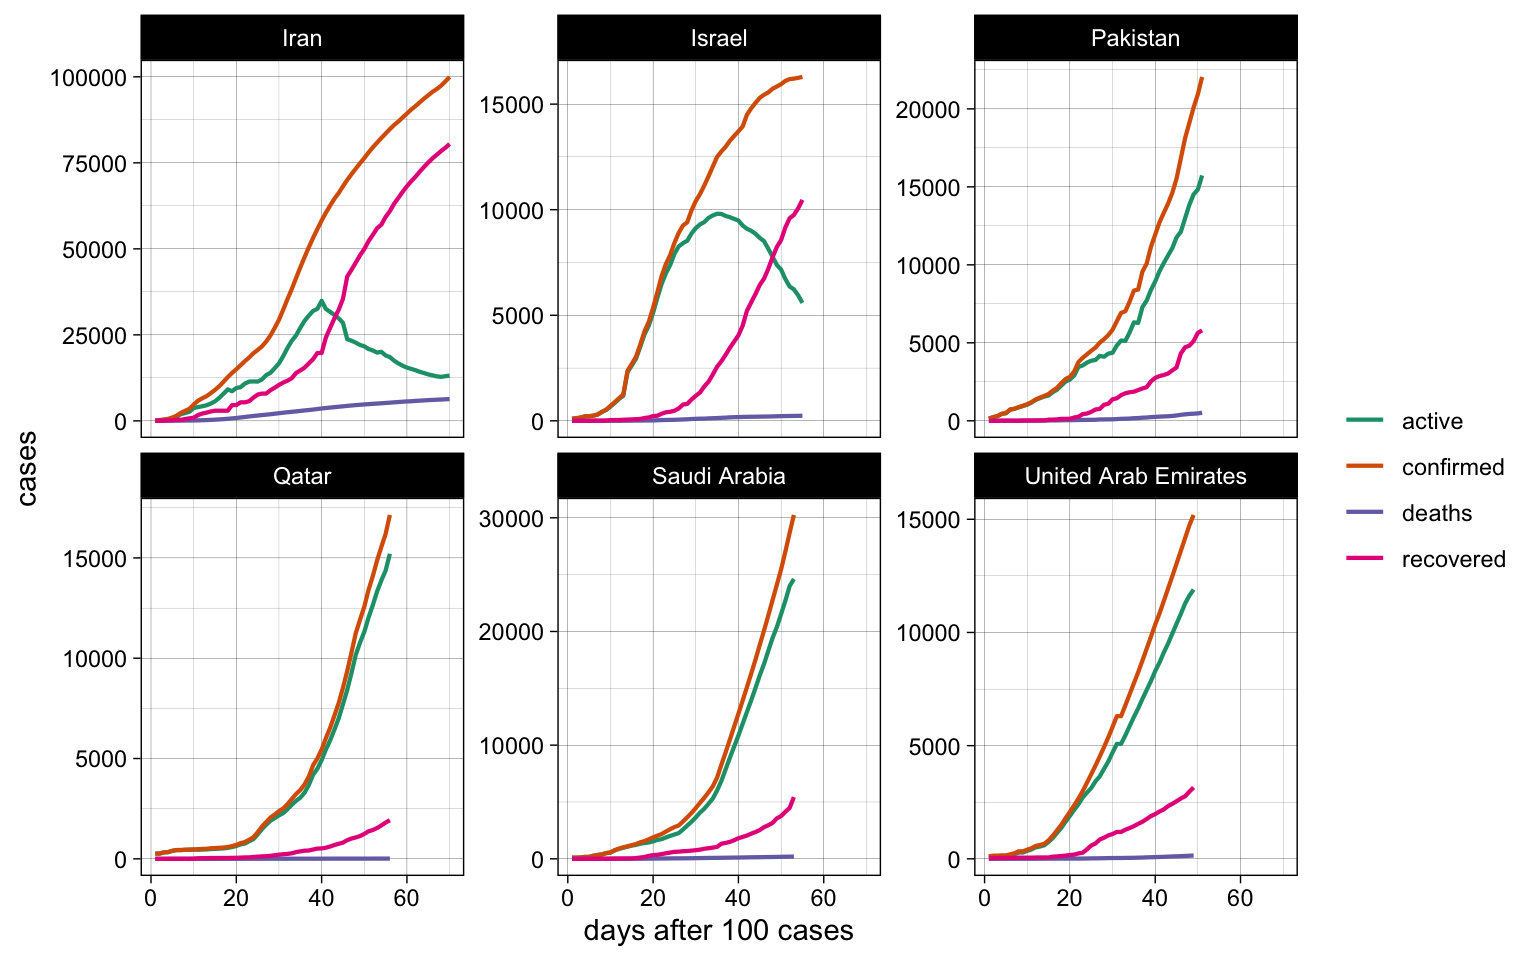 Iran
Israel
Pakistan
100000
75000
50000
25000
0
15000
10000
5000
0
20000
15000
10000
5000
0
cases
Qatar
Saudi Arabia
United Arab Emirates
15000
10000
5000
0
30000
20000
10000
0
15000
10000
5000
0
0 20 40 60
0 20 40 60
0 20 40 60
days after 100 cases
active
confirmed
deaths
recovered